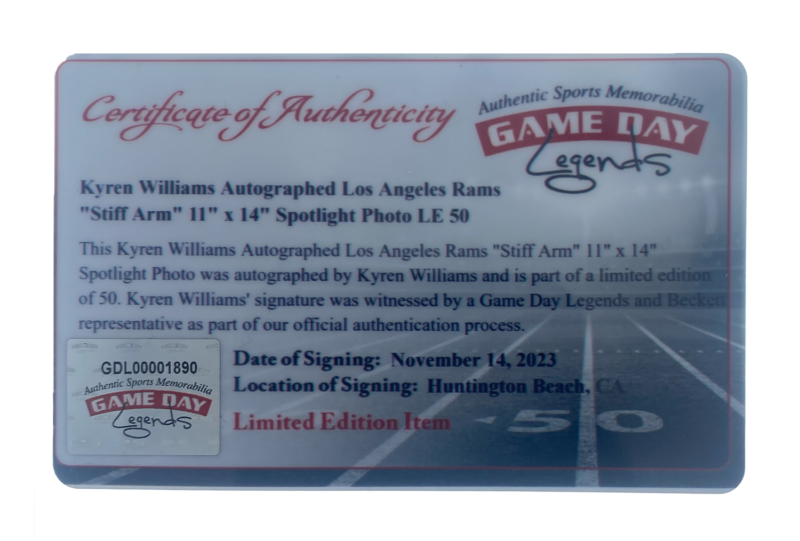 Certificate of Authenticity
Authentic Sports Memorabilia
GAME DAY
Legends
Kyren Williams Autographed Los Angeles Rams
"Stiff Arm" 11" x 14" Spotlight Photo LE 50
This Kyren Williams Autographed Los Angeles Rams "Stiff Arm" 11" x 14"
Spotlight Photo was autographed by Kyren Williams and is part of a limited edition
of 50. Kyren Williams' signature was witnessed by a Game Day Legends and Beckett
representative as part of our official authentication process.
GDL00001890
Authentic Sports Memorabilia
GAME DAY
Legends
Date of Signing: November 14, 2023
Location of Signing: Huntington Beach, CA
Limited Edition Item
50